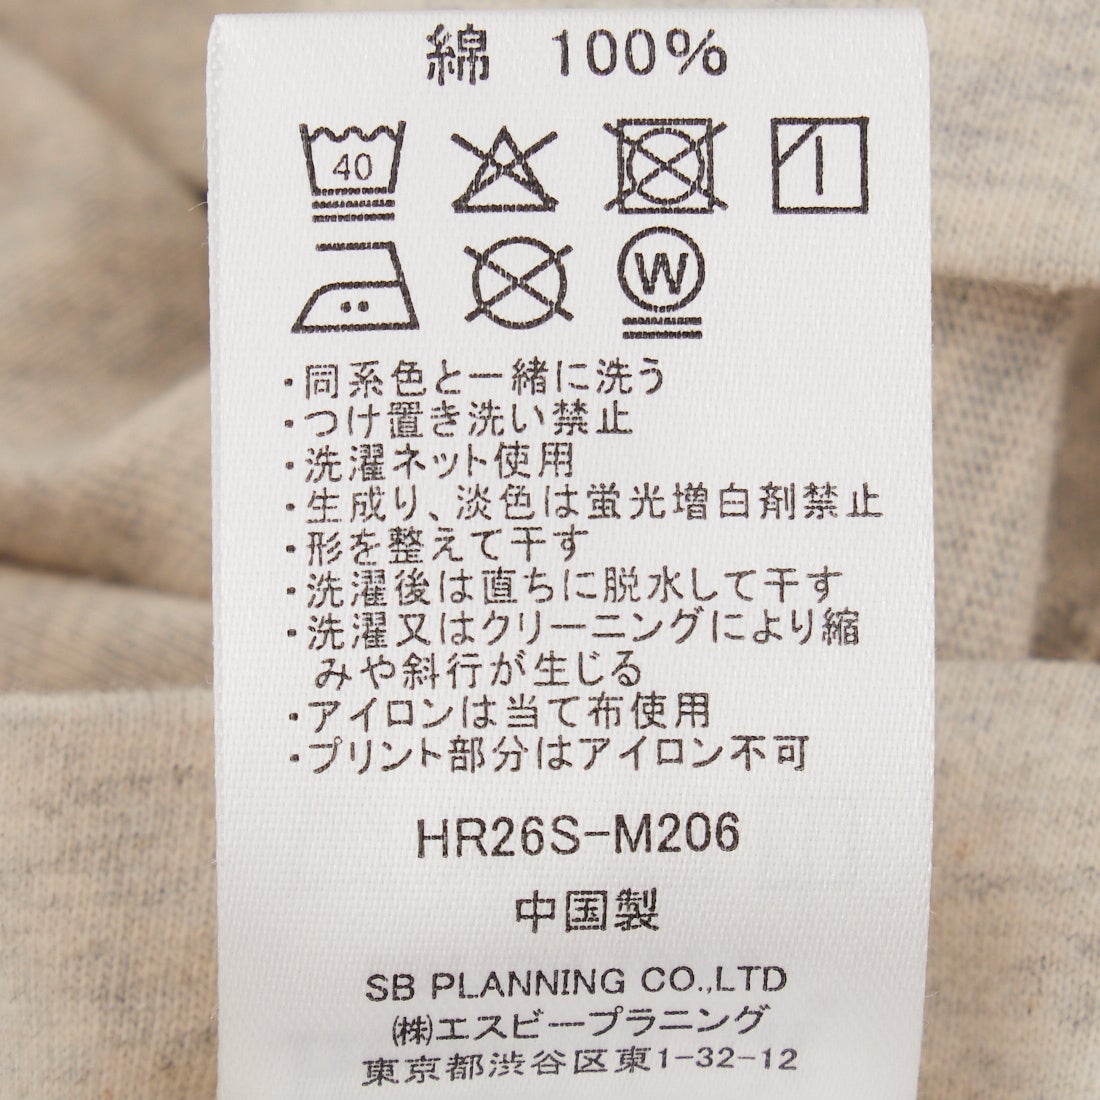 綿 100%
40
W
・同系色と一緒に洗う
・つけ置き洗い禁止
・洗濯ネット使用
・生成り、淡色は蛍光増白剤禁止
・形を整えて干す
・洗濯後は直ちに脱水して干す
・洗濯又はクリーニングにより縮
みや斜行が生じる
・アイロンは当て布使用
・プリント部分はアイロン不可
HR26S-M206
中国製
SB PLANNING CO.,LTD
㈱エスビープラニング
東京都渋谷区東1-32-12